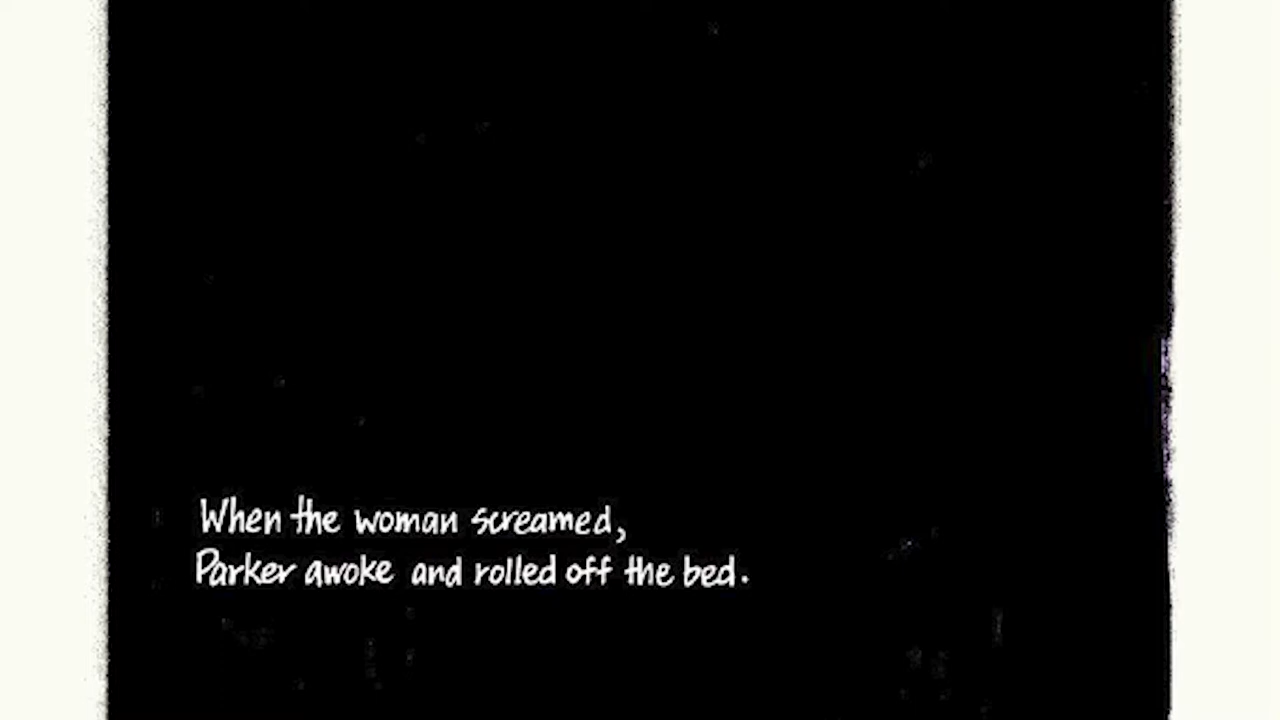 When the woman screamed,
Parker awoke and rolled off the bed.